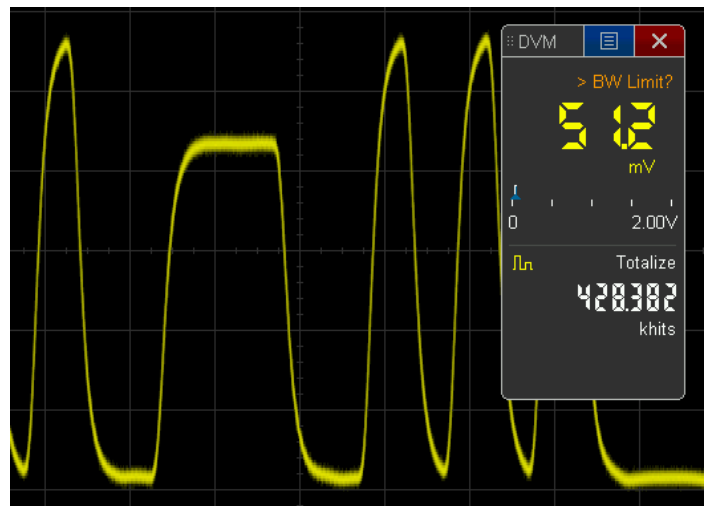 DVM
> BW Limit?
51.2
mV
0 2.00V
Totalize
428.382
khits